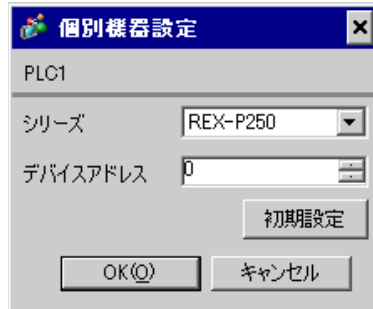 個別機器設定
PLC1
シリーズ REX-P250
デバイスアドレス 0
初期設定
OK(O) キャンセル